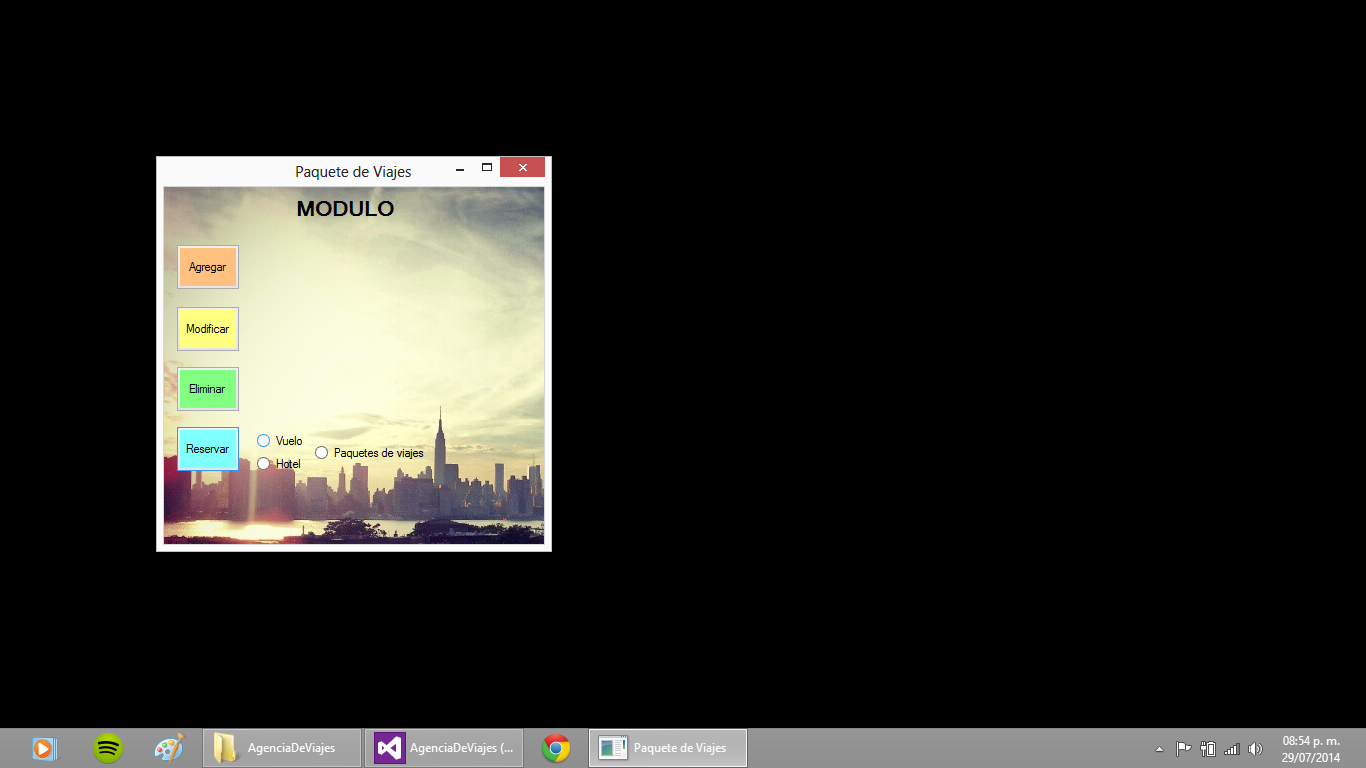 Paquete de Viajes
MODULO
Agregar
Modificar
Eliminar
Reservar
Vuelo
Hotel
Paquetes de viajes
AgenciaDeViajes
AgenciaDeViajes (...
Paquete de Viajes
08:54 p. m.
29/07/2014